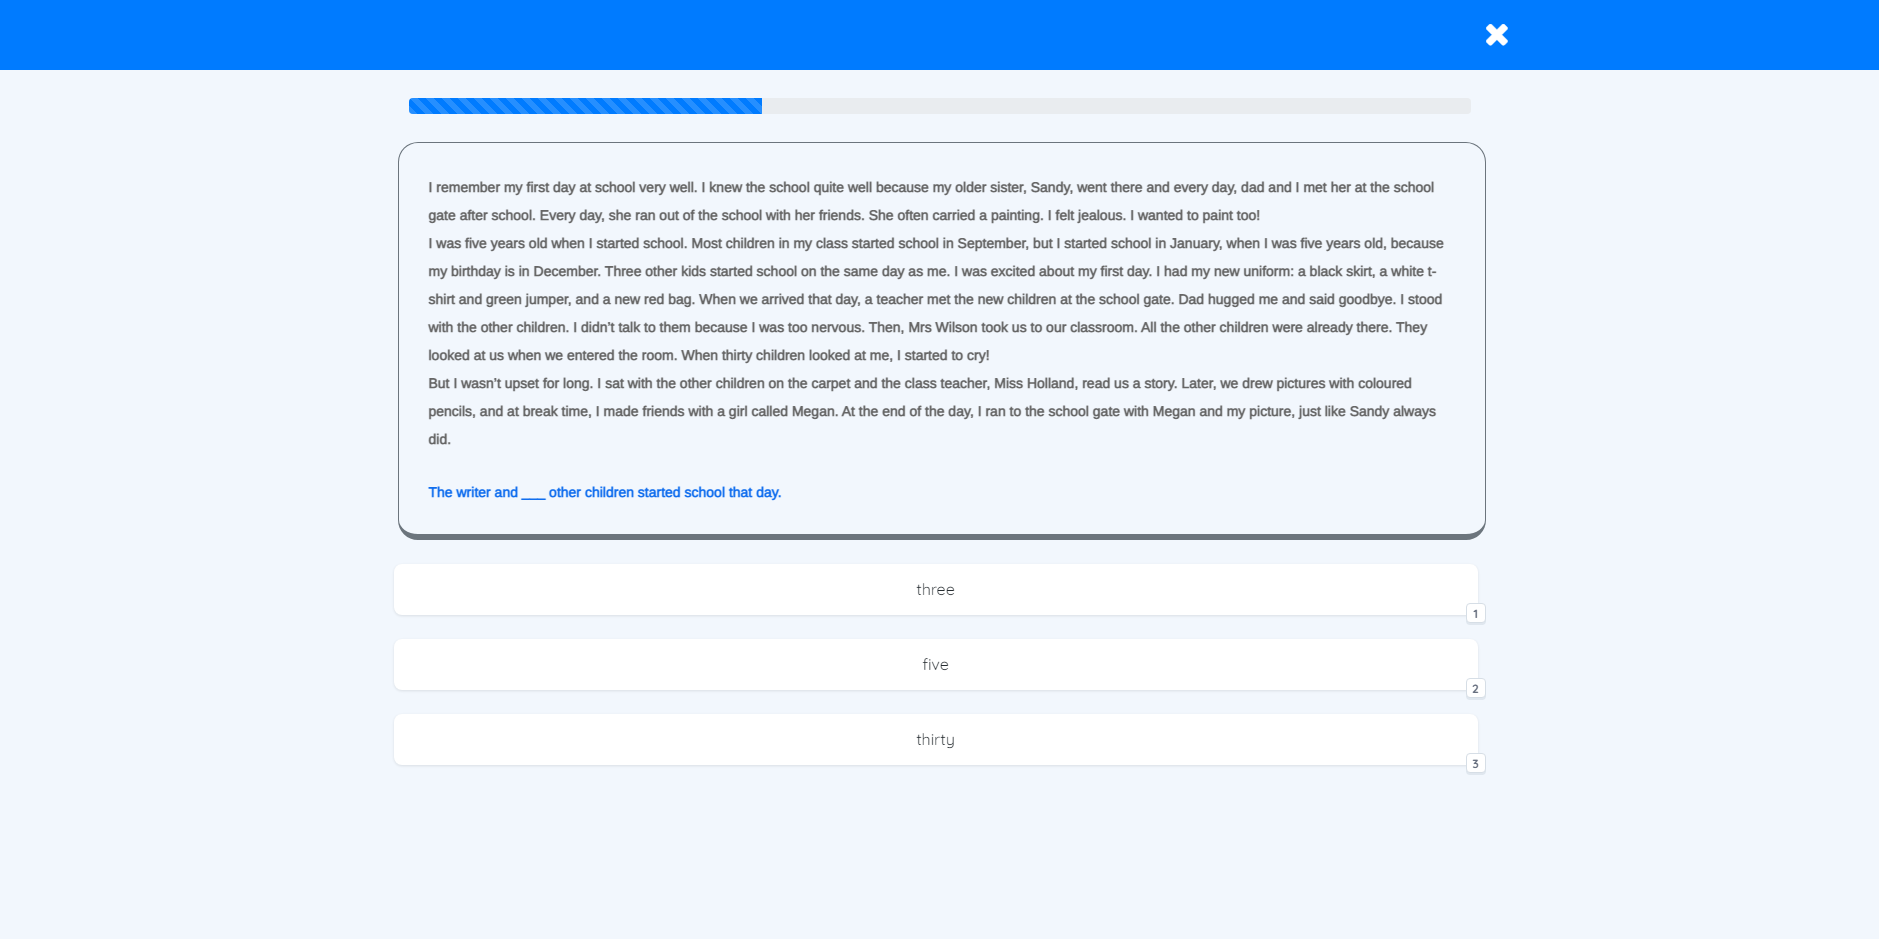 I remember my first day at school very well. I knew the school quite well because my older sister, Sandy, went there and every day, dad and I met her at the school
gate after school. Every day, she ran out of the school with her friends. She often carried a painting. I felt jealous. I wanted to paint too!
I was five years old when I started school. Most children in my class started school in September, but I started school in January, when I was five years old, because
my birthday is in December. Three other kids started school on the same day as me. I was excited about my first day. I had my new uniform: a black skirt, a white t-
shirt and green jumper, and a new red bag. When we arrived that day, a teacher met the new children at the school gate. Dad hugged me and said goodbye. I stood
with the other children. I didn't talk to them because I was too nervous. Then, Mrs Wilson took us to our classroom. All the other children were already there. They
looked at us when we entered the room. When thirty children looked at me, I started to cry!
But I wasn't upset for long. I sat with the other children on the carpet and the class teacher, Miss Holland, read us a story. Later, we drew pictures with coloured
pencils, and at break time, I made friends with a girl called Megan. At the end of the day, I ran to the school gate with Megan and my picture, just like Sandy always
did.
The writer and ___ other children started school that day.
three
1
five
2
thirty
3